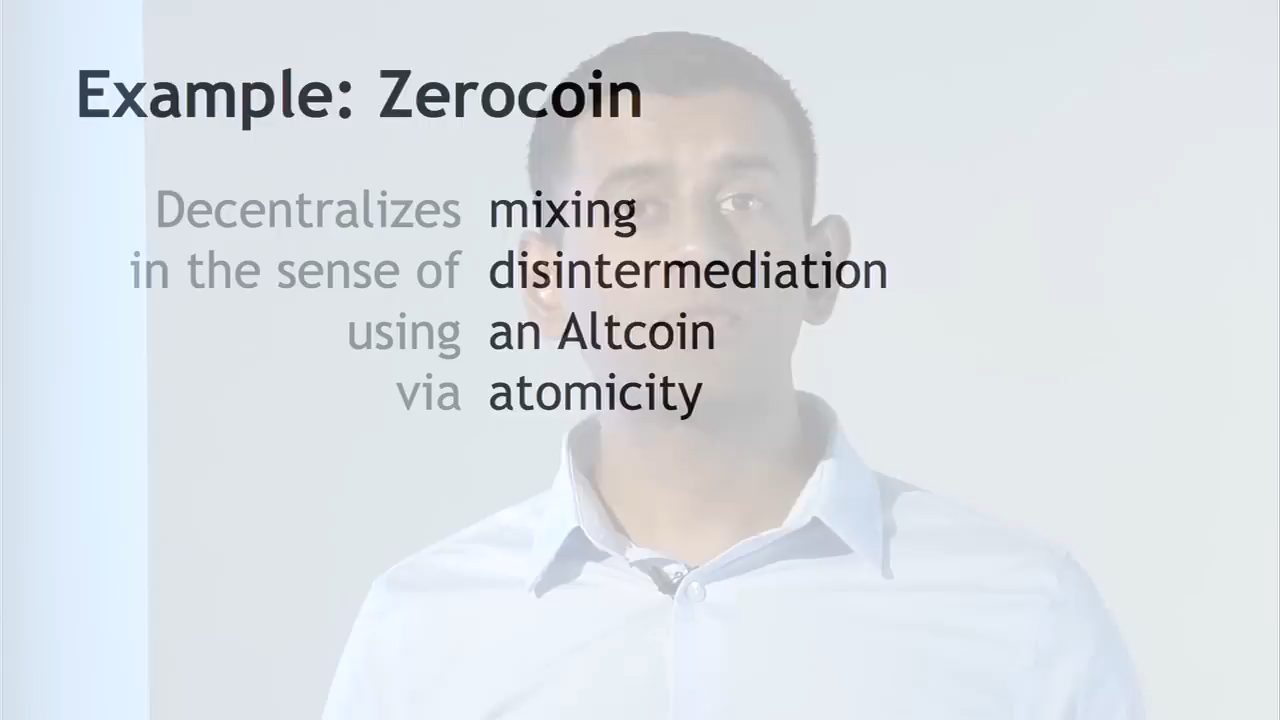 Example: Zerocoin
Decentralizes mixing
in the sense of disintermediation
using an Altcoin
via atomicity